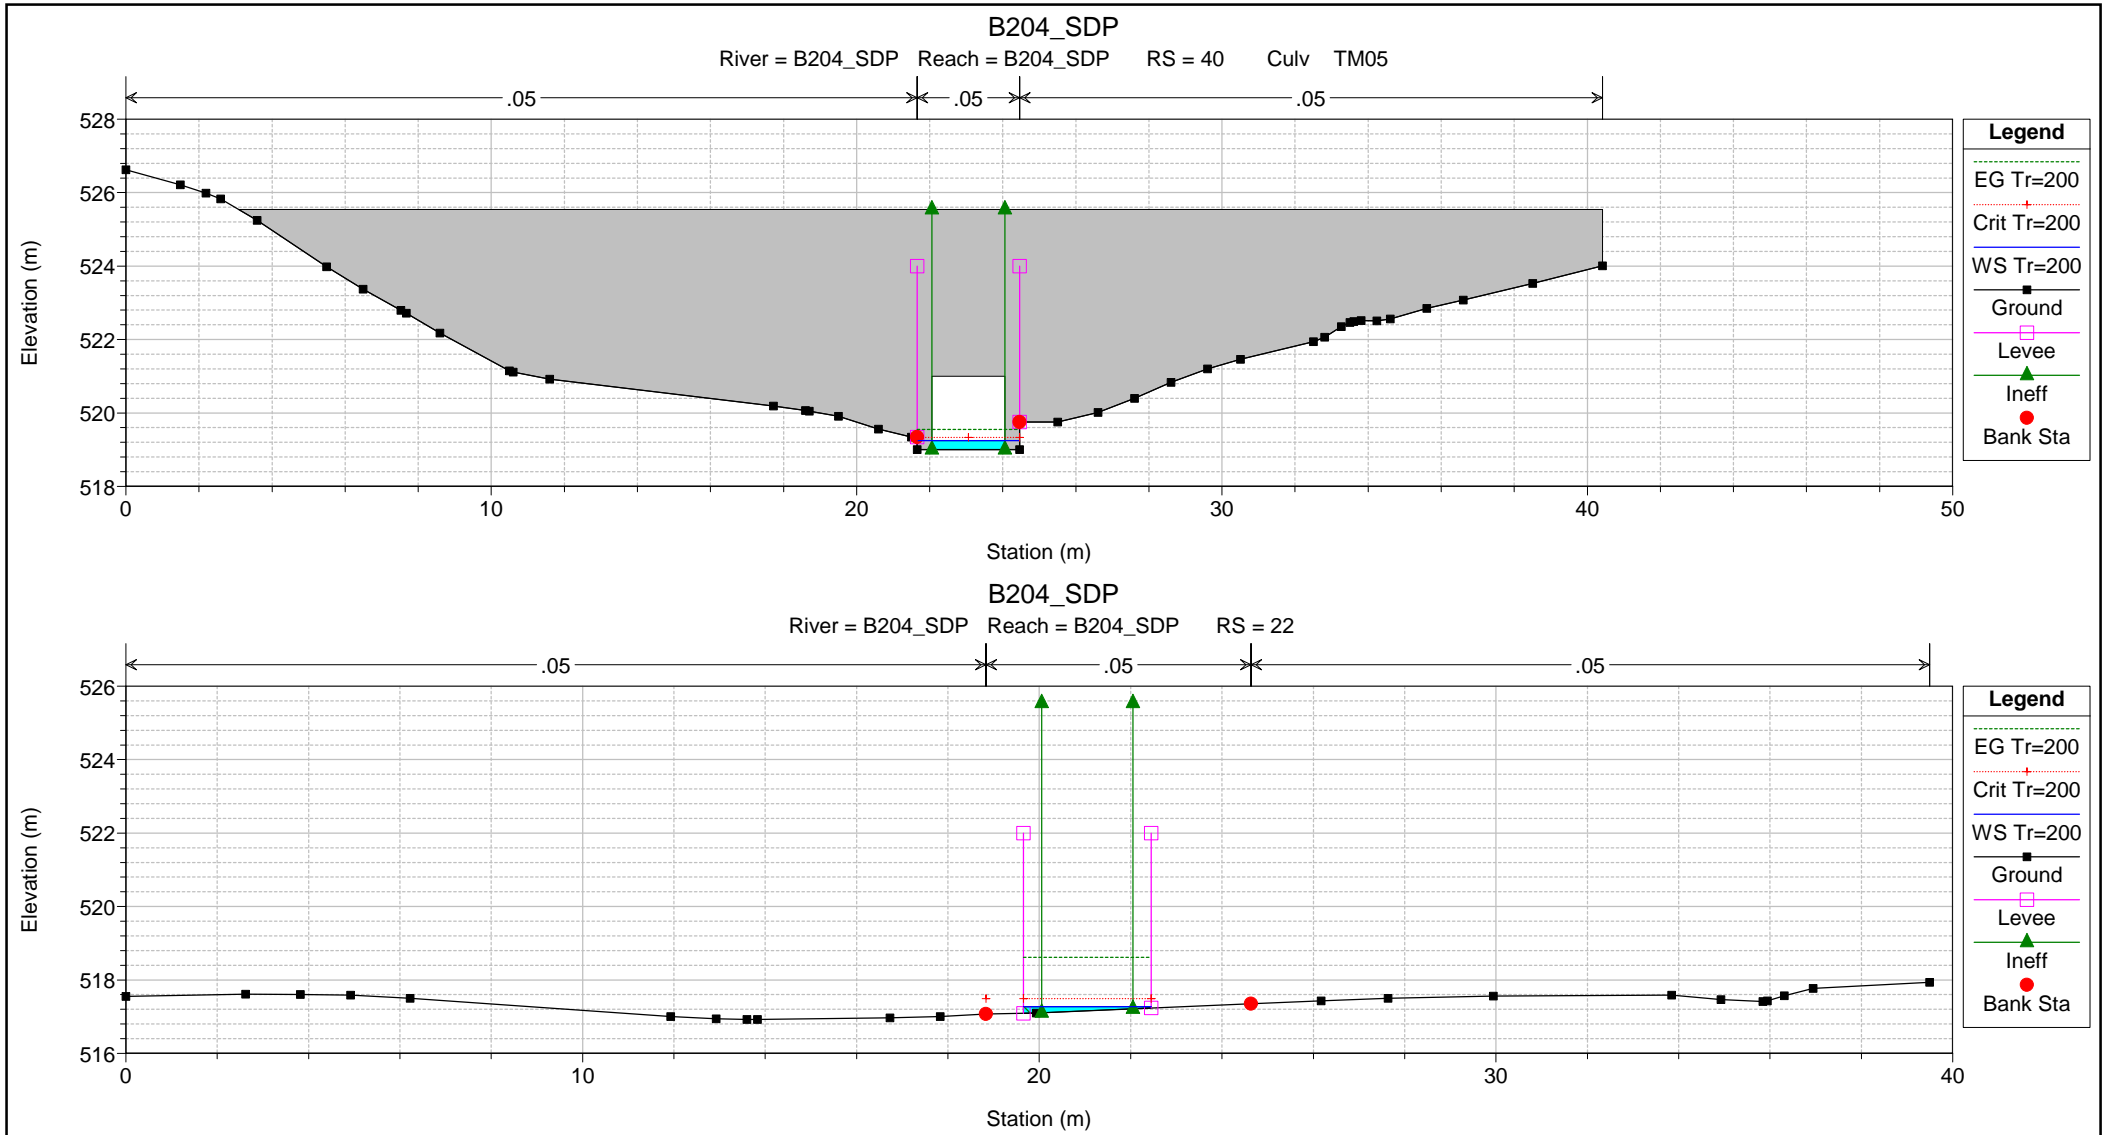 B204_SDP
River = B204_SDP Reach = B204_SDP RS = 40 Culv TM05
.05 .05 .05
528
526
524
522
520
518
Elevation (m)
0 10 20 30 40 50
Station (m)
Legend
EG Tr=200
Crit Tr=200
WS Tr=200
Ground
Levee
Ineff
Bank Sta
B204_SDP
River = B204_SDP Reach = B204_SDP RS = 22
.05 .05 .05
526
524
522
520
518
516
Elevation (m)
0 10 20 30 40
Station (m)
Legend
EG Tr=200
Crit Tr=200
WS Tr=200
Ground
Levee
Ineff
Bank Sta